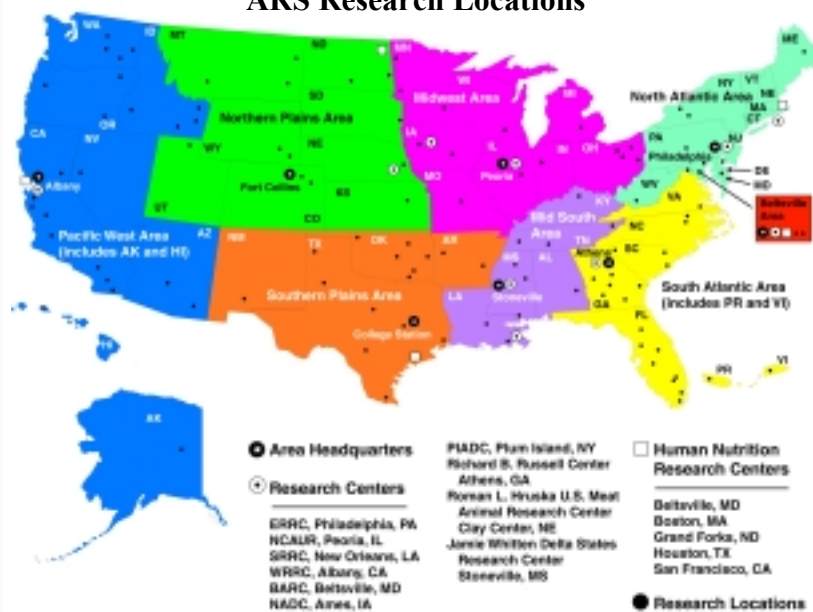 ARS Research Locations
WA
ID
MT
ND
MN
ME
WI
MI
NY VT
NH
North Atlantic Area
MA
CT
Midwest Area
SD
Northern Plains Area
OR
CA
NV
IA
WY
NE
IL
IN
OH
PA
NJ
Philadelphia
DE
MD
Albany
Fort Collins
Peoria
MO
KS
KY
WV
VA
Beltsville
Area
UT
CO
Mid South
Area
NC
Pacific West Area
(includes AK and HI)
AZ
NM
TX
OK
AR
TN
SC
MS
AL
Athens
South Atlantic Area
(includes PR and VI)
Southern Plains Area
LA
Stoneville
GA
FL
College Station
HI
PR
VI
AK
Area Headquarters
Research Centers
ERRC, Philadelphia, PA
NCAUR, Peoria, IL
SRRC, New Orleans, LA
WRRC, Albany, CA
BARC, Beltsville, MD
NADC, Ames, IA
PIADC, Plum Island, NY
Richard B. Russell Center
Athens, GA
Roman L. Hruska U.S. Meat
Animal Research Center
Clay Center, NE
Jamie Whitten Delta States
Research Center
Stoneville, MS
Human Nutrition
Research Centers
Beltsville, MD
Boston, MA
Grand Forks, ND
Houston, TX
San Francisco, CA
Research Locations